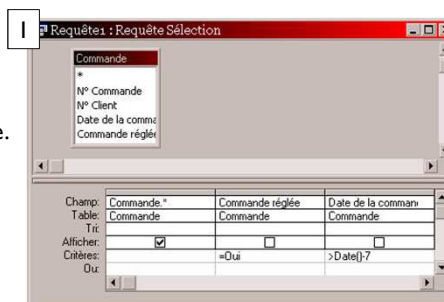 I
Requête1 : Requête Sélection
Commande
*
N° Commande
N° Client
Date de la comma
Commande réglée
e.
Champ: Commande.* Commande réglée Date de la comman
Table: Commande Commande Commande
Tri:
Afficher:
Critères: =Oui >Date()-7
Ou: